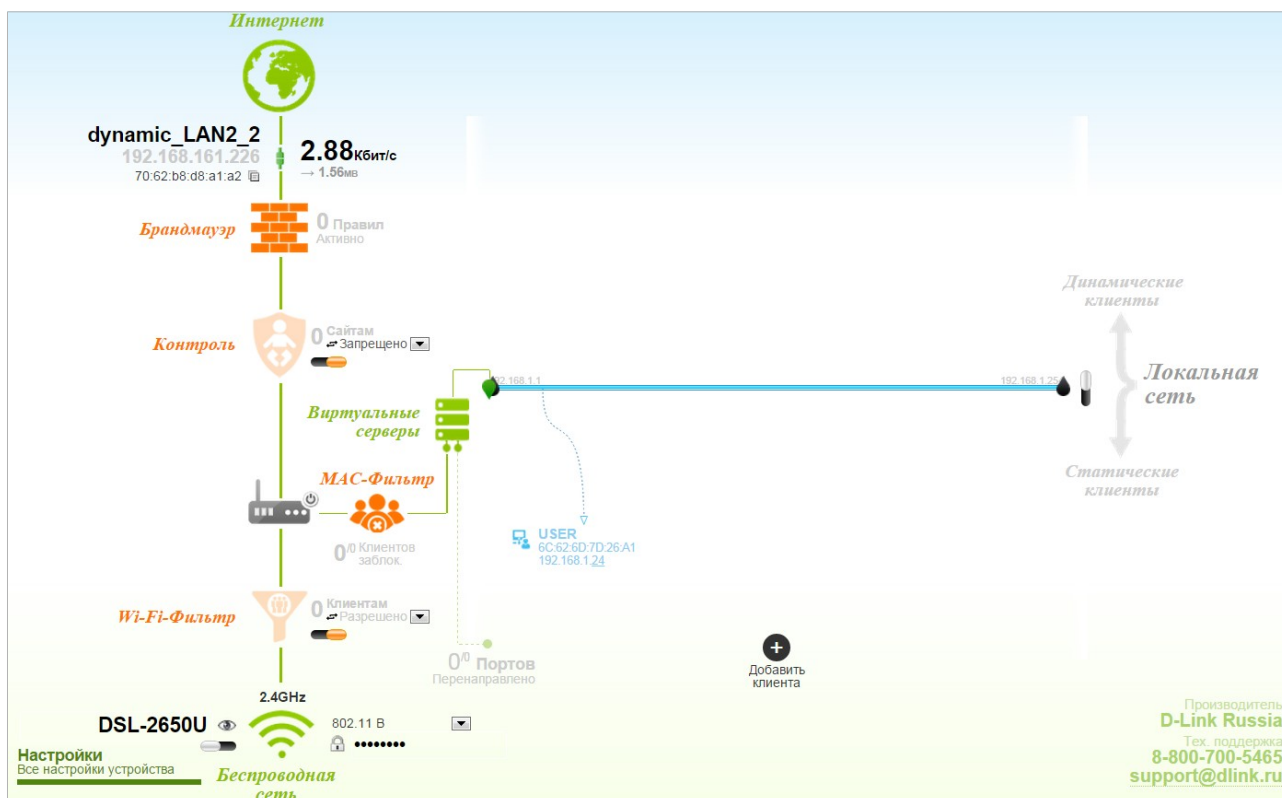 Интернет
dynamic_LAN2_2
192.168.161.226
70:62:b8:d8:a1:a2
2.88Кбит/с
→ 1.56МВ
Брандмауэр
0 Правил
Активно
Контроль
0 Сайтам
Запрещено
192.168.1.1
192.168.1.25
Динамические
клиенты
Локальная
сеть
Статические
клиенты
Виртуальные
серверы
MAC-Фильтр
0/0 Клиентов
заблок.
USER
6C:62:6D:7D:26:A1
192.168.1.24
Wi-Fi-Фильтр
0 Клиентам
Разрешено
0/0 Портов
Перенаправлено
Добавить
клиента
2.4GHz
DSL-2650U
802.11 B
••••••••
Настройки
Все настройки устройства
Беспроводная
сеть
Производитель
D-Link Russia
Тех. поддержка
8-800-700-5465
support@dlink.ru